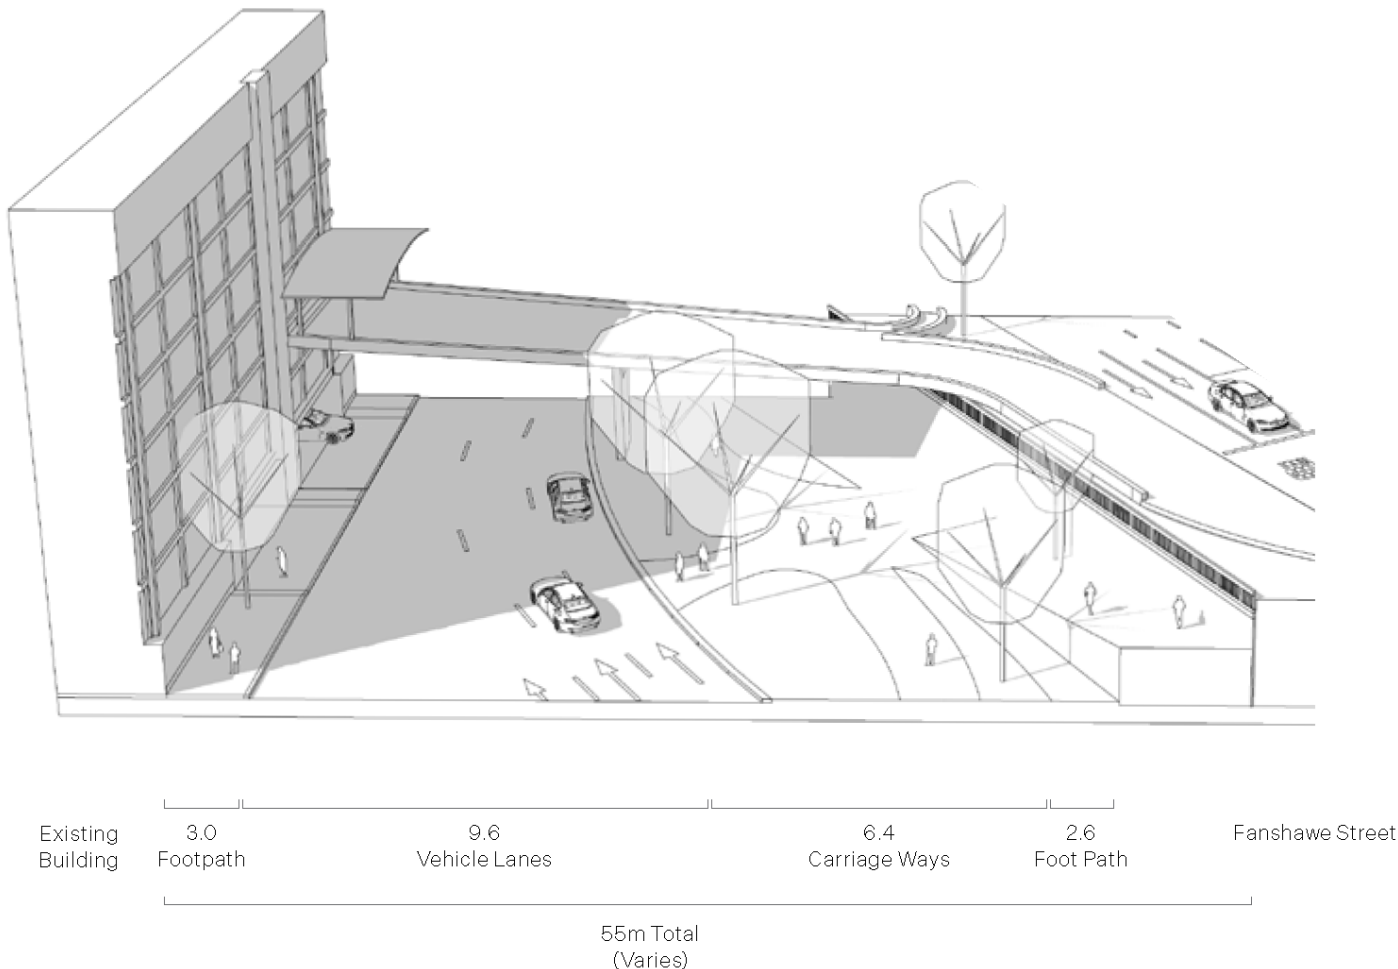 3.0
9.6
6.4
2.6
Existing
Building
Footpath
Vehicle Lanes
Carriage Ways
Foot Path
Fanshawe Street
55m Total
(Varies)